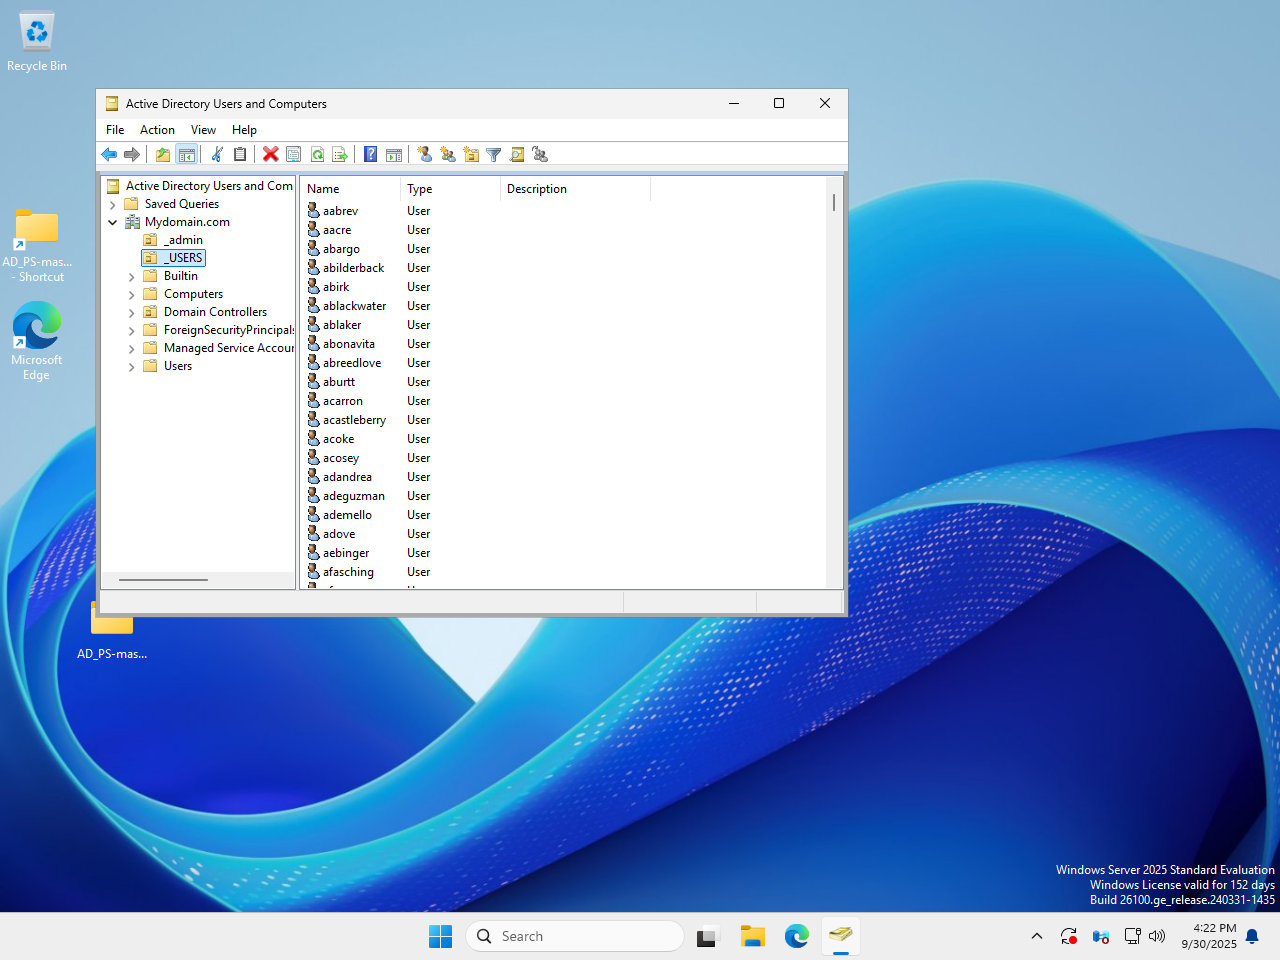 Recycle Bin
AD_PS-mas...
- Shortcut
Microsoft
Edge
AD_PS-mas...
Active Directory Users and Computers
File Action View Help
Active Directory Users and Com
Saved Queries
Mydomain.com
_admin
_USERS
Builtin
Computers
Domain Controllers
ForeignSecurityPrincipals
Managed Service Accour
Users
Name Type Description
aabrev User
aacre User
abargo User
abilderback User
abirk User
ablackwater User
ablaker User
abonavita User
abreedlove User
aburtt User
acarron User
acastleberry User
acoke User
acosey User
adandrea User
adeguzman User
ademello User
adove User
aebinger User
afasching User
Windows Server 2025 Standard Evaluation
Windows License valid for 152 days
Build 26100.ge_release.240331-1435
Search
4:22 PM
9/30/2025